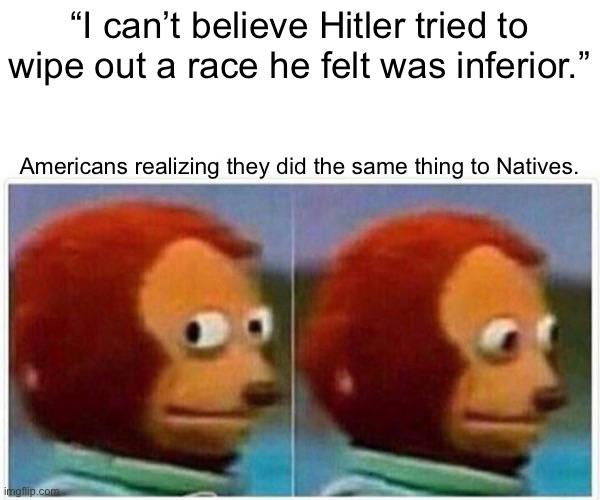 “I can’t believe Hitler tried to
wipe out a race he felt was inferior.”
Americans realizing they did the same thing to Natives.
imgflip.com